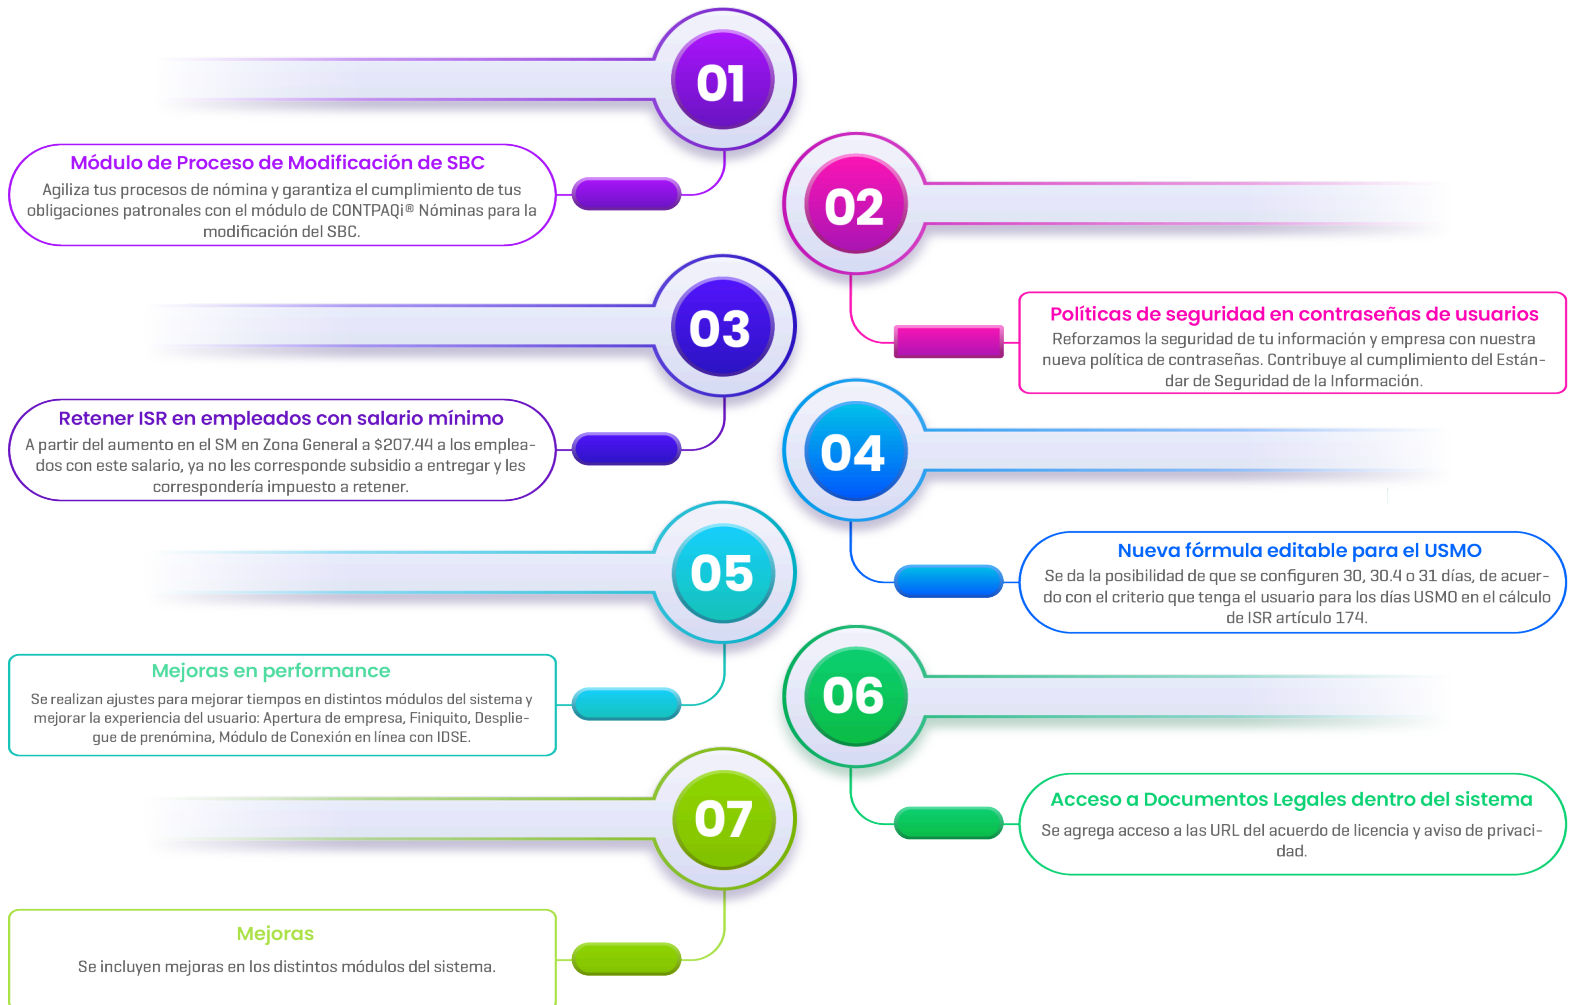 01
Módulo de Proceso de Modificación de SBC
Agiliza tus procesos de nómina y garantiza el cumplimiento de tus
obligaciones patronales con el módulo de CONTPAQi® Nóminas para la
modificación del SBC.
02
Políticas de seguridad en contraseñas de usuarios
Reforzamos la seguridad de tu información y empresa con nuestra
nueva política de contraseñas. Contribuye al cumplimiento del Están-
dar de Seguridad de la Información.
03
Retener ISR en empleados con salario mínimo
A partir del aumento en el SM en Zona General a $207.44 a los emplea-
dos con este salario, ya no les corresponde subsidio a entregar y les
correspondería impuesto a retener.
04
Nueva fórmula editable para el USMO
Se da la posibilidad de que se configuren 30, 30.4 o 31 días, de acuer-
do con el criterio que tenga el usuario para los días USMO en el cálculo
de ISR artículo 174.
05
Mejoras en performance
Se realizan ajustes para mejorar tiempos en distintos módulos del sistema y
mejorar la experiencia del usuario: Apertura de empresa, Finiquito, Desplie-
gue de prenómina, Módulo de Conexión en línea con IDSE.
06
Acceso a Documentos Legales dentro del sistema
Se agrega acceso a las URL del acuerdo de licencia y aviso de privaci-
dad.
07
Mejoras
Se incluyen mejoras en los distintos módulos del sistema.